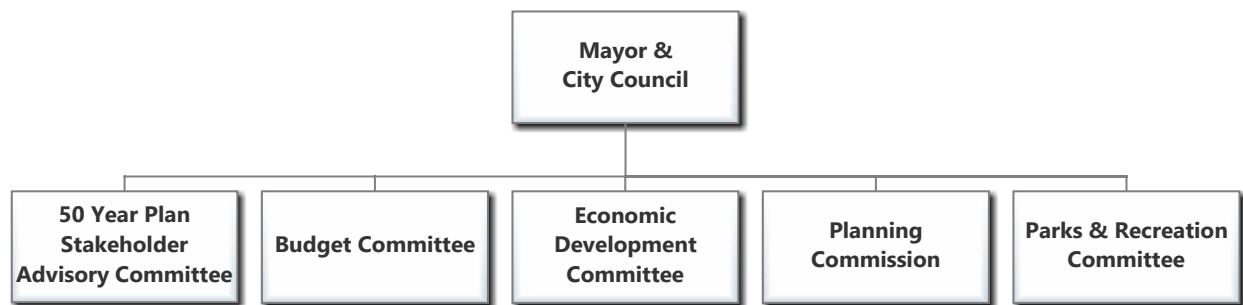 Mayor &
City Council
50 Year Plan
Stakeholder
Advisory Committee
Budget Committee
Economic
Development
Committee
Planning
Commission
Parks & Recreation
Committee